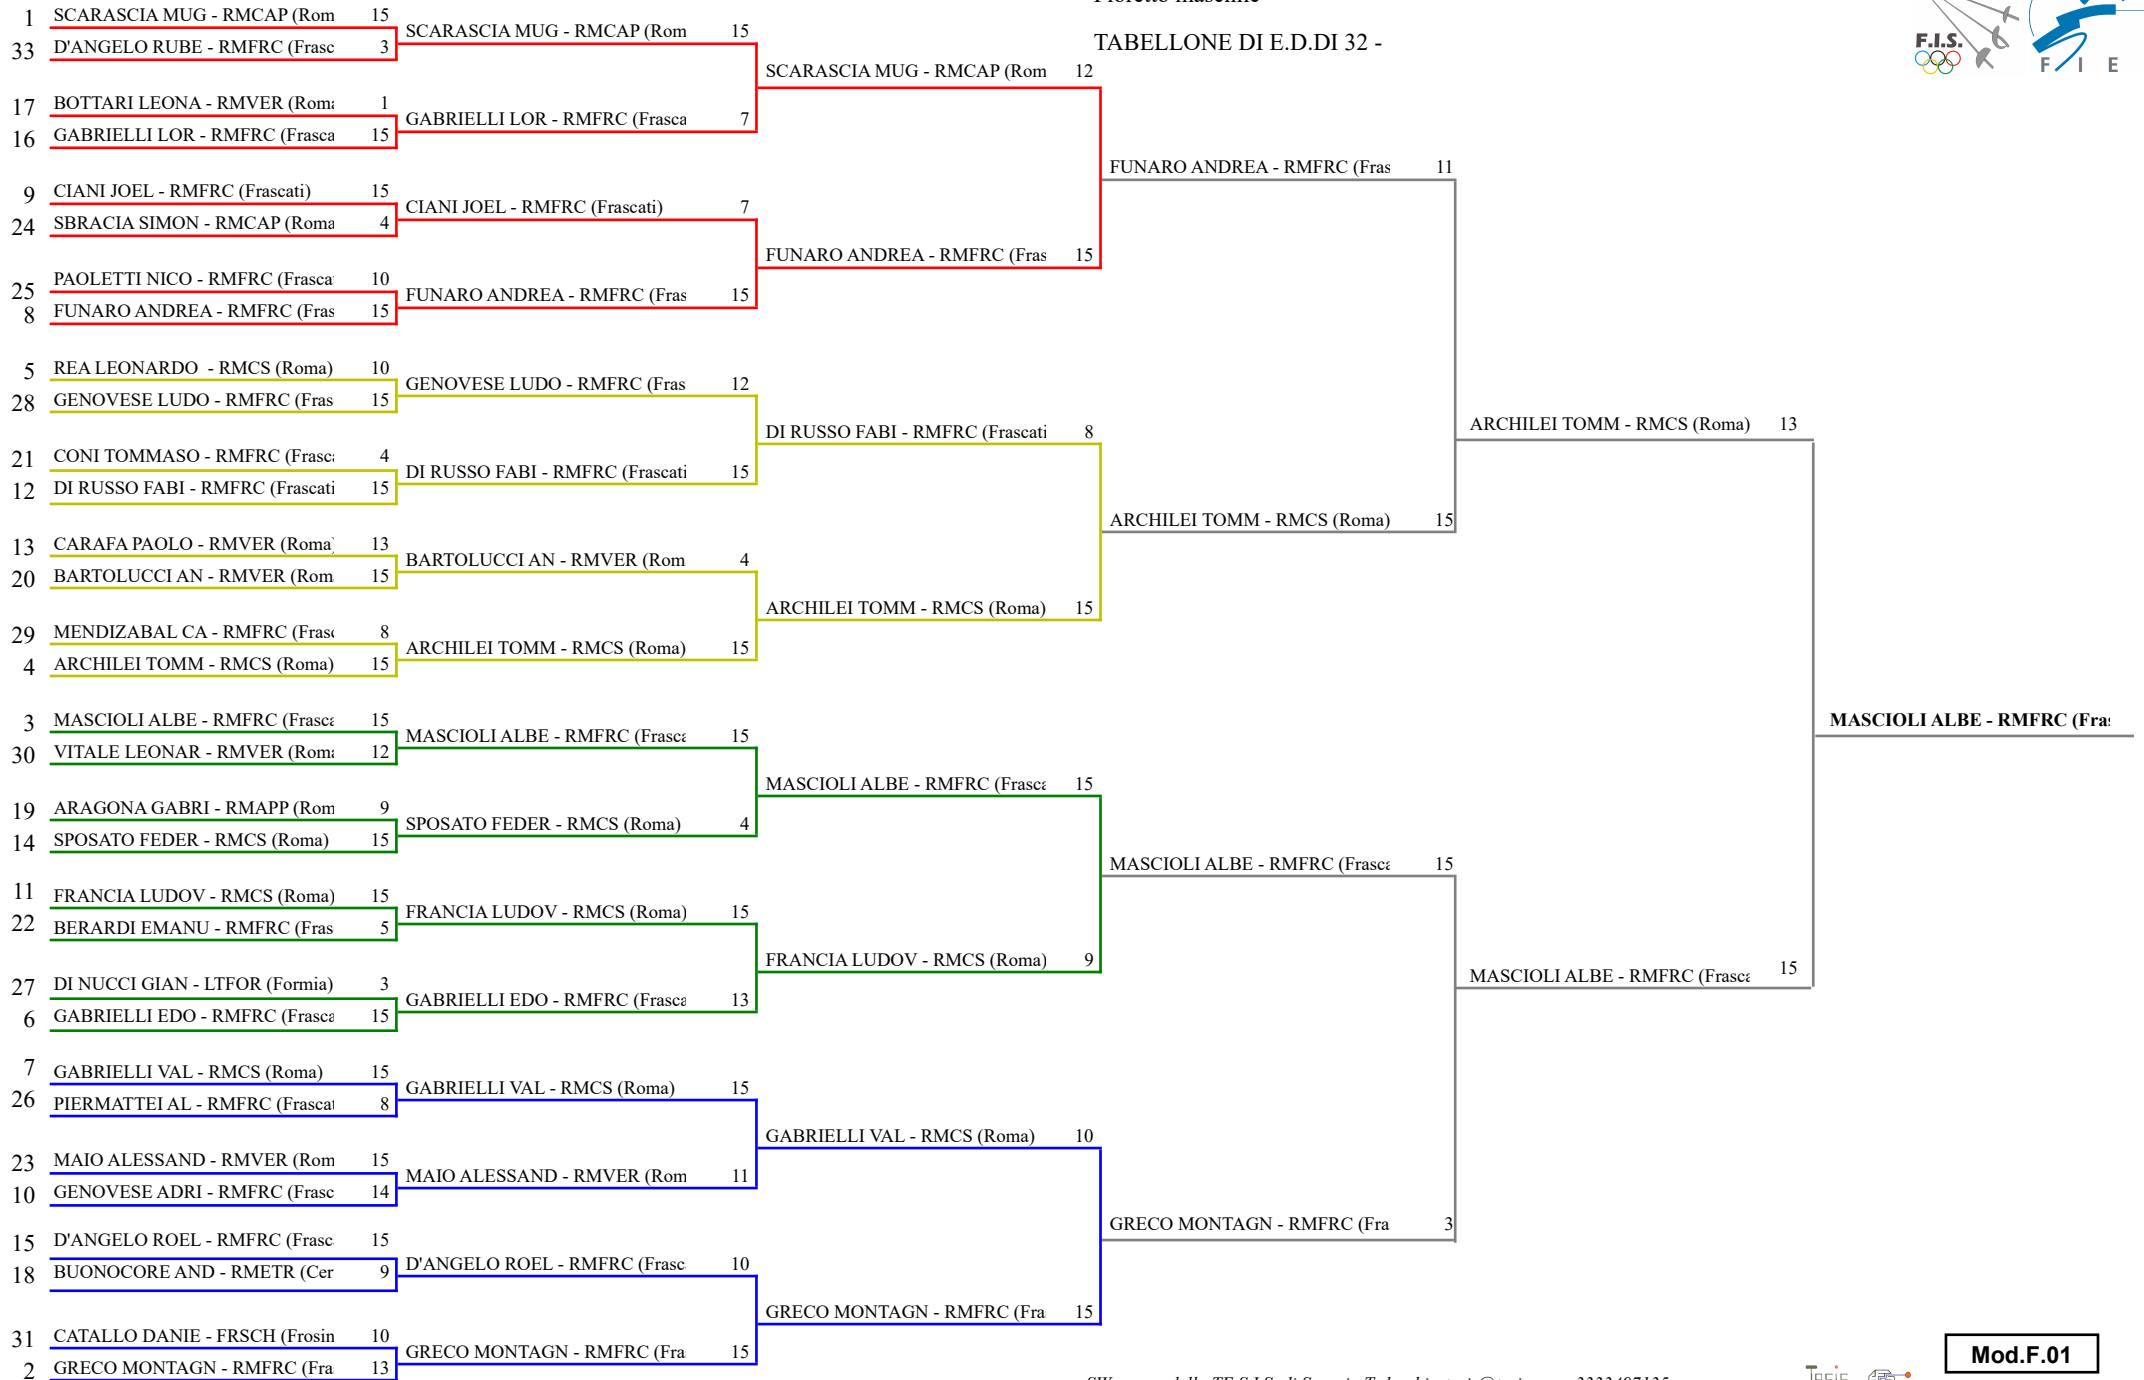 TABELLONE DI E.D.DI 32 -
F.I.S.
F I E
1 SCARASCIA MUG - RMCAP (Rom 15
33 D'ANGELO RUBE - RMFRC (Frasc 3
17 BOTTARI LEONA - RMVER (Roma 1
16 GABRIELLI LOR - RMFRC (Frasca 15
9 CIANI JOEL - RMFRC (Frascati) 15
24 SBRACIA SIMON - RMCAP (Roma 4
25 PAOLETTI NICO - RMFRC (Frasca 10
8 FUNARO ANDREA - RMFRC (Fras 15
5 REA LEONARDO - RMCS (Roma) 10
28 GENOVESE LUDO - RMFRC (Fras 15
21 CONI TOMMASO - RMFRC (Frasc 4
12 DI RUSSO FABI - RMFRC (Frascati 15
13 CARAFA PAOLO - RMVER (Roma) 13
20 BARTOLUCCI AN - RMVER (Rom 15
29 MENDIZABAL CA - RMFRC (Frasc 8
4 ARCHILEI TOMM - RMCS (Roma) 15
3 MASCIOLI ALBE - RMFRC (Frasca 15
30 VITALE LEONAR - RMVER (Roma 12
19 ARAGONA GABRI - RMAPP (Rom 9
14 SPOSATO FEDER - RMCS (Roma) 15
11 FRANCIA LUDOV - RMCS (Roma) 15
22 BERARDI EMANU - RMFRC (Fras 5
27 DI NUCCI GIAN - LTFOR (Formia) 3
6 GABRIELLI EDO - RMFRC (Frasca 15
7 GABRIELLI VAL - RMCS (Roma) 15
26 PIERMATTEI AL - RMFRC (Frascat 8
23 MAIO ALESSAND - RMVER (Rom 15
10 GENOVESE ADRI - RMFRC (Frasc 14
15 D'ANGELO ROEL - RMFRC (Frasc 15
18 BUONOCORE AND - RMETR (Cer 9
31 CATALLO DANIE - FRSCH (Frosin 10
2 GRECO MONTAGN - RMFRC (Fra 13
SCARASCIA MUG - RMCAP (Rom 15
GABRIELLI LOR - RMFRC (Frasca 7
CIANI JOEL - RMFRC (Frascati) 7
FUNARO ANDREA - RMFRC (Fras 15
GENOVESE LUDO - RMFRC (Fras 12
DI RUSSO FABI - RMFRC (Frascati 15
BARTOLUCCI AN - RMVER (Rom 4
ARCHILEI TOMM - RMCS (Roma) 15
MASCIOLI ALBE - RMFRC (Frasca 15
SPOSATO FEDER - RMCS (Roma) 4
FRANCIA LUDOV - RMCS (Roma) 15
GABRIELLI EDO - RMFRC (Frasca 13
GABRIELLI VAL - RMCS (Roma) 15
MAIO ALESSAND - RMVER (Rom 11
D'ANGELO ROEL - RMFRC (Frasc 10
GRECO MONTAGN - RMFRC (Fra 15
SCARASCIA MUG - RMCAP (Rom 12
FUNARO ANDREA - RMFRC (Fras 15
DI RUSSO FABI - RMFRC (Frascati 8
ARCHILEI TOMM - RMCS (Roma) 15
MASCIOLI ALBE - RMFRC (Frasca 15
FRANCIA LUDOV - RMCS (Roma) 9
GABRIELLI VAL - RMCS (Roma) 10
GRECO MONTAGN - RMFRC (Fra 15
FUNARO ANDREA - RMFRC (Fras 11
ARCHILEI TOMM - RMCS (Roma) 15
MASCIOLI ALBE - RMFRC (Frasca 15
GRECO MONTAGN - RMFRC (Fra 3
ARCHILEI TOMM - RMCS (Roma) 13
MASCIOLI ALBE - RMFRC (Frasca 15
MASCIOLI ALBE - RMFRC (Fras
Mod.F.01